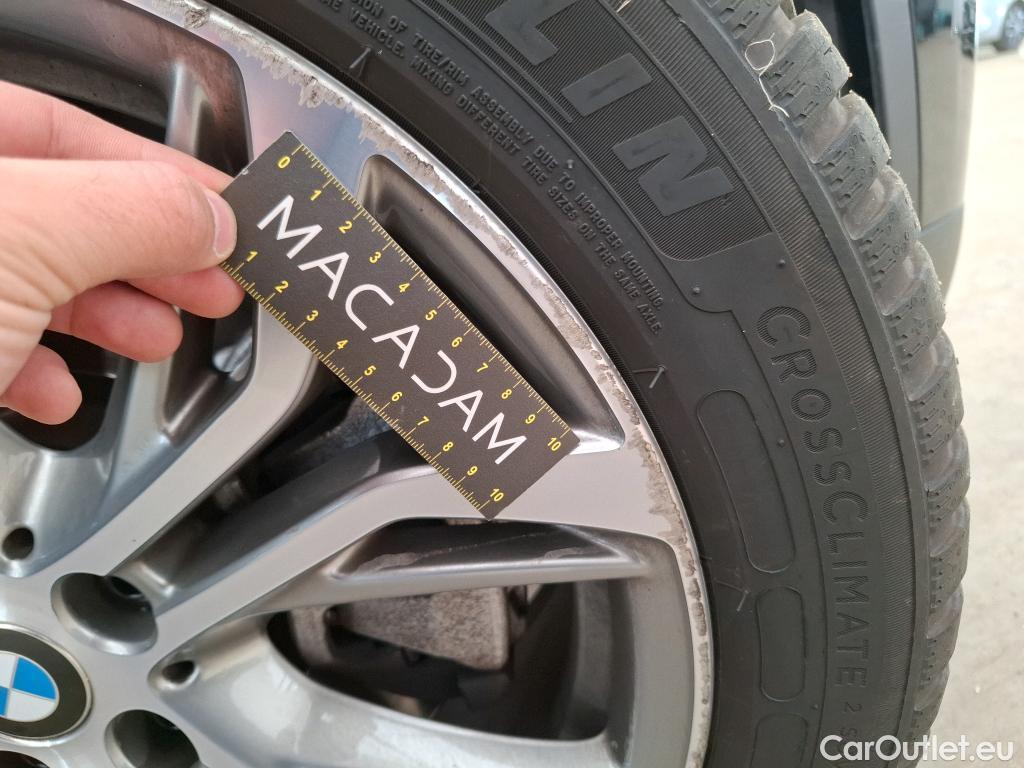 LIN
SION OF TIRE/RIM ASSEMBLY DUE TO IMPROPER MOUNTING.
THE VEHICLE. MIXING DIFFERENT TIRE SIZES ON THE SAME AXLE.
CROSSCLIMATE 2 S
0 1 2 3 4 5 6 7 8 9 10
MACADAM
1 2 3 4 5 6 7 8 9 10
CarOutlet.eu